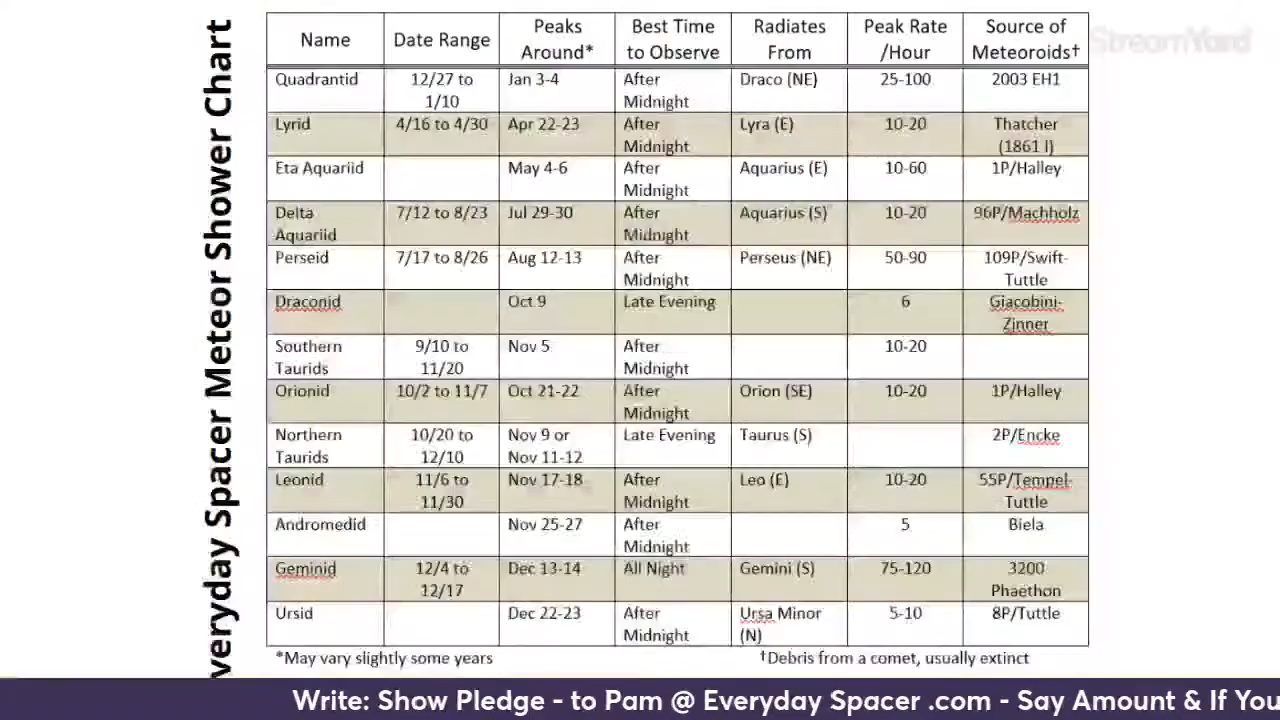 StreamYard
veryday Spacer Meteor Shower Chart
Name Date Range Peaks Around* Best Time to Observe Radiates From Peak Rate /Hour Source of Meteoroids†
Quadrantid 12/27 to 1/10 Jan 3-4 After Midnight Draco (NE) 25-100 2003 EH1
Lyrid 4/16 to 4/30 Apr 22-23 After Midnight Lyra (E) 10-20 Thatcher (1861 I)
Eta Aquariid May 4-6 After Midnight Aquarius (E) 10-60 1P/Halley
Delta Aquariid 7/12 to 8/23 Jul 29-30 After Midnight Aquarius (S) 10-20 96P/Machholz
Perseid 7/17 to 8/26 Aug 12-13 After Midnight Perseus (NE) 50-90 109P/Swift-Tuttle
Draconid Oct 9 Late Evening 6 Giacobini-Zinner
Southern Taurids 9/10 to 11/20 Nov 5 After Midnight 10-20
Orionid 10/2 to 11/7 Oct 21-22 After Midnight Orion (SE) 10-20 1P/Halley
Northern Taurids 10/20 to 12/10 Nov 9 or Nov 11-12 Late Evening Taurus (S) 2P/Encke
Leonid 11/6 to 11/30 Nov 17-18 After Midnight Leo (E) 10-20 55P/Tempel-Tuttle
Andromedid Nov 25-27 After Midnight 5 Biela
Geminid 12/4 to 12/17 Dec 13-14 All Night Gemini (S) 75-120 3200 Phaethon
Ursid Dec 22-23 After Midnight Ursa Minor (N) 5-10 8P/Tuttle
*May vary slightly some years †Debris from a comet, usually extinct
Write: Show Pledge - to Pam @ Everyday Spacer .com - Say Amount & If You